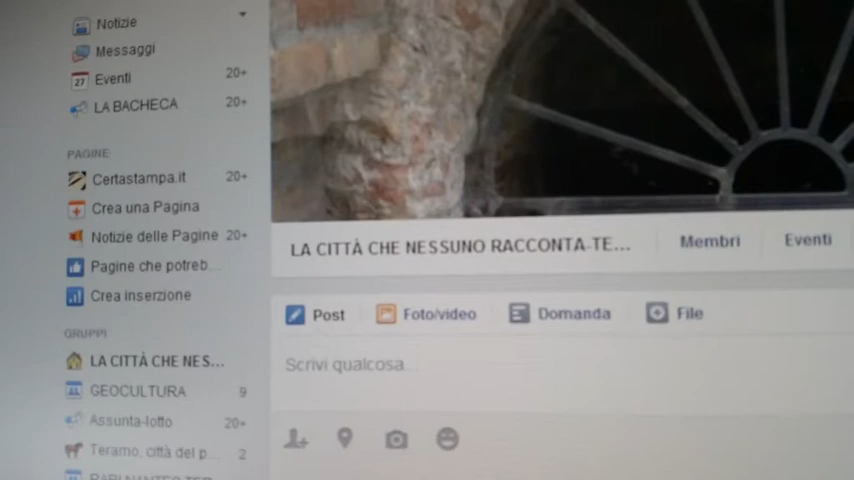 Notizie
Messaggi
Eventi 20+
LA BACHECA 20+
PAGINE
Certastampa.it 20+
Crea una Pagina
Notizie delle Pagine 20+
Pagine che potreb...
Crea inserzione
GRUPPI
LA CITTÀ CHE NES...
GEOCULTURA 9
Assunta-lotto 20+
Teramo, città del p... 2
LA CITTÀ CHE NESSUNO RACCONTA-TE... Membri Eventi
Post Foto/video Domanda File
Scrivi qualcosa...
27